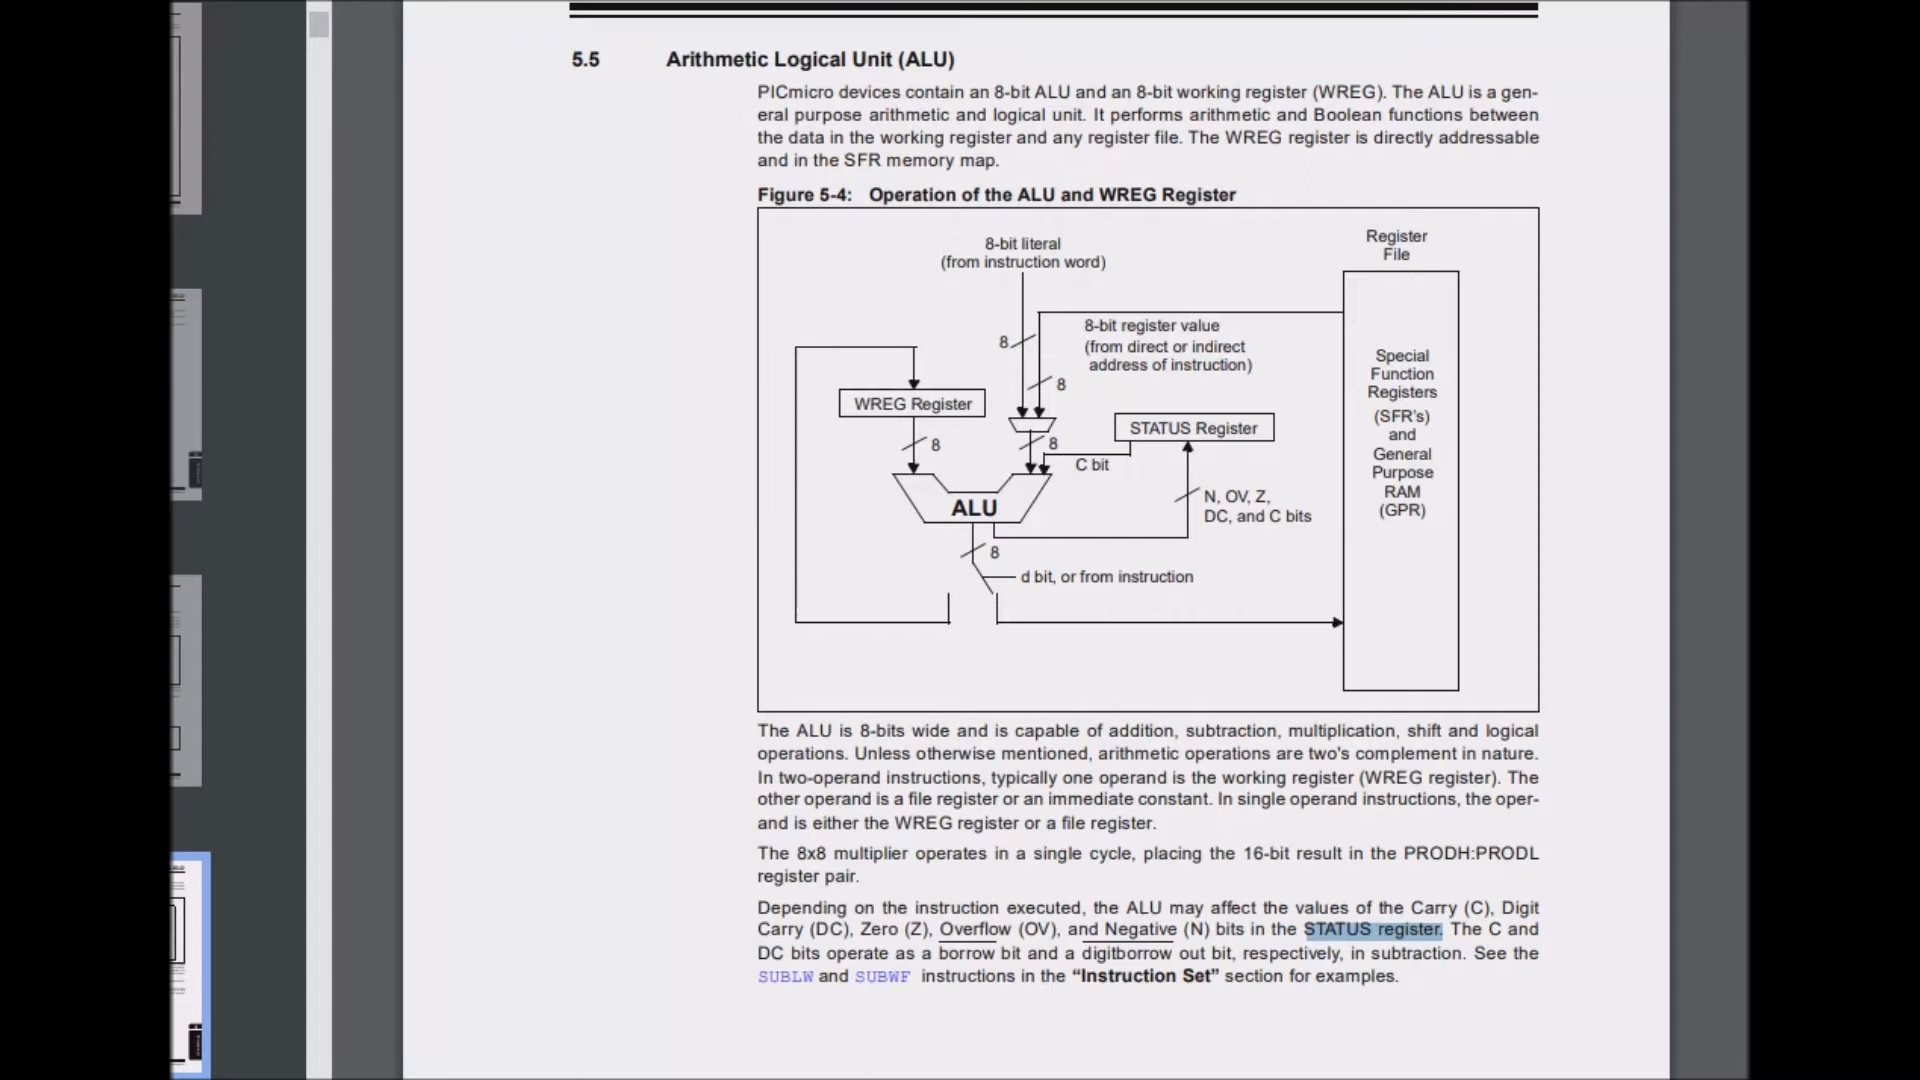 5.5 Arithmetic Logical Unit (ALU)
PICmicro devices contain an 8-bit ALU and an 8-bit working register (WREG). The ALU is a gen-
eral purpose arithmetic and logical unit. It performs arithmetic and Boolean functions between
the data in the working register and any register file. The WREG register is directly addressable
and in the SFR memory map.
Figure 5-4: Operation of the ALU and WREG Register
8-bit literal
(from instruction word)
Register
File
8-bit register value
(from direct or indirect
address of instruction)
8
8
Special
Function
Registers
(SFR's)
and
General
Purpose
RAM
(GPR)
WREG Register
STATUS Register
8
8
C bit
ALU
N, OV, Z,
DC, and C bits
8
d bit, or from instruction
The ALU is 8-bits wide and is capable of addition, subtraction, multiplication, shift and logical
operations. Unless otherwise mentioned, arithmetic operations are two's complement in nature.
In two-operand instructions, typically one operand is the working register (WREG register). The
other operand is a file register or an immediate constant. In single operand instructions, the oper-
and is either the WREG register or a file register.
The 8x8 multiplier operates in a single cycle, placing the 16-bit result in the PRODH:PRODL
register pair.
Depending on the instruction executed, the ALU may affect the values of the Carry (C), Digit
Carry (DC), Zero (Z), Overflow (OV), and Negative (N) bits in the STATUS register. The C and
DC bits operate as a borrow bit and a digitborrow out bit, respectively, in subtraction. See the
SUBLW and SUBWF instructions in the “Instruction Set” section for examples.